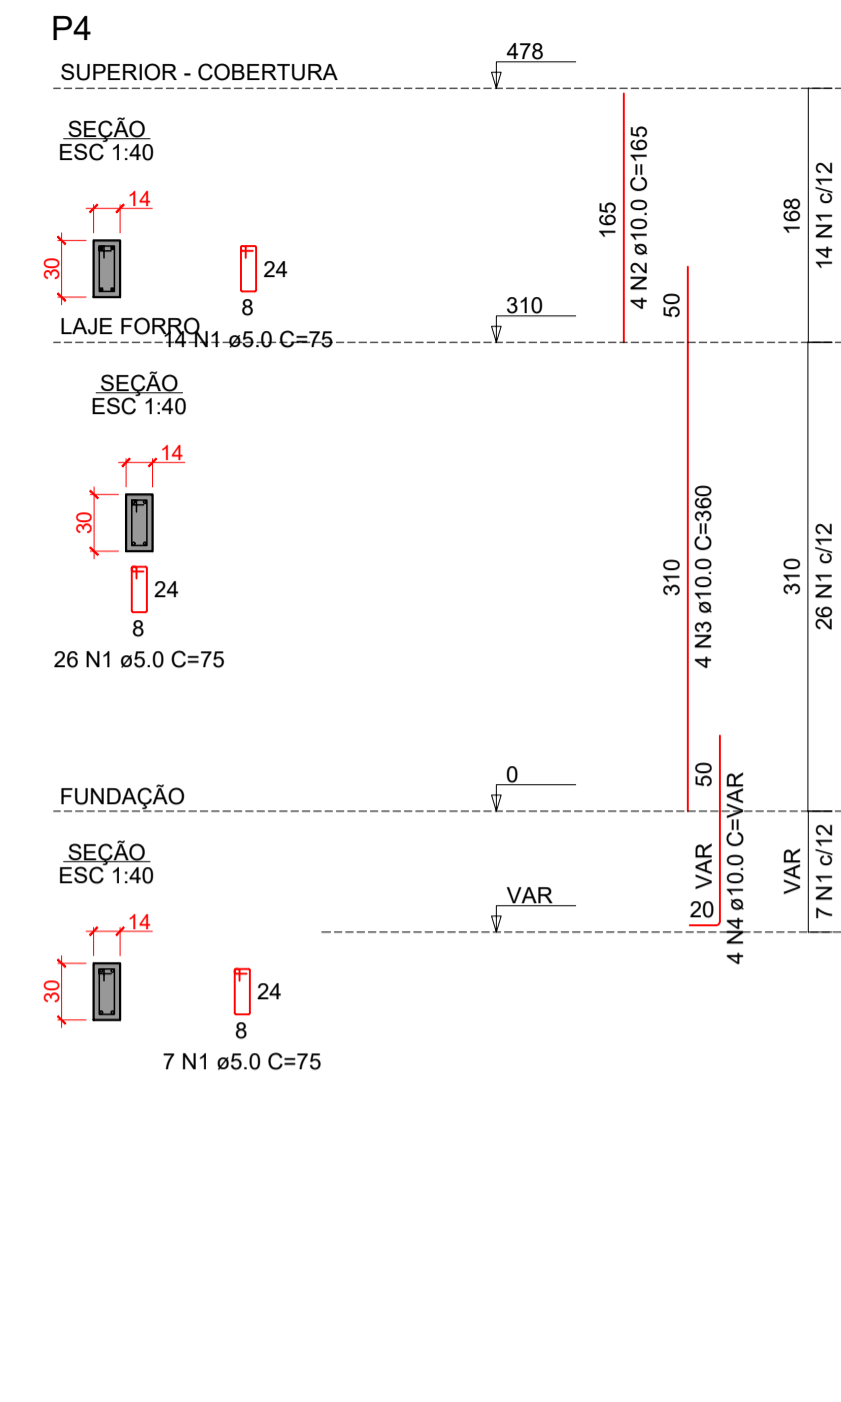 P4
SUPERIOR - COBERTURA
478
SEÇÃO
ESC 1:40
14
30
24
8
14 N1 ø5.0 C=75
165
4 N2 ø10.0 C=165
168
14 N1 c/12
LAJE FORRO
310
50
SEÇÃO
ESC 1:40
14
30
24
8
26 N1 ø5.0 C=75
310
4 N3 ø10.0 C=360
310
26 N1 c/12
FUNDAÇÃO
0
50
SEÇÃO
ESC 1:40
14
30
24
8
7 N1 ø5.0 C=75
VAR
20
VAR
4 N4 ø10.0 C=VAR
VAR
7 N1 c/12